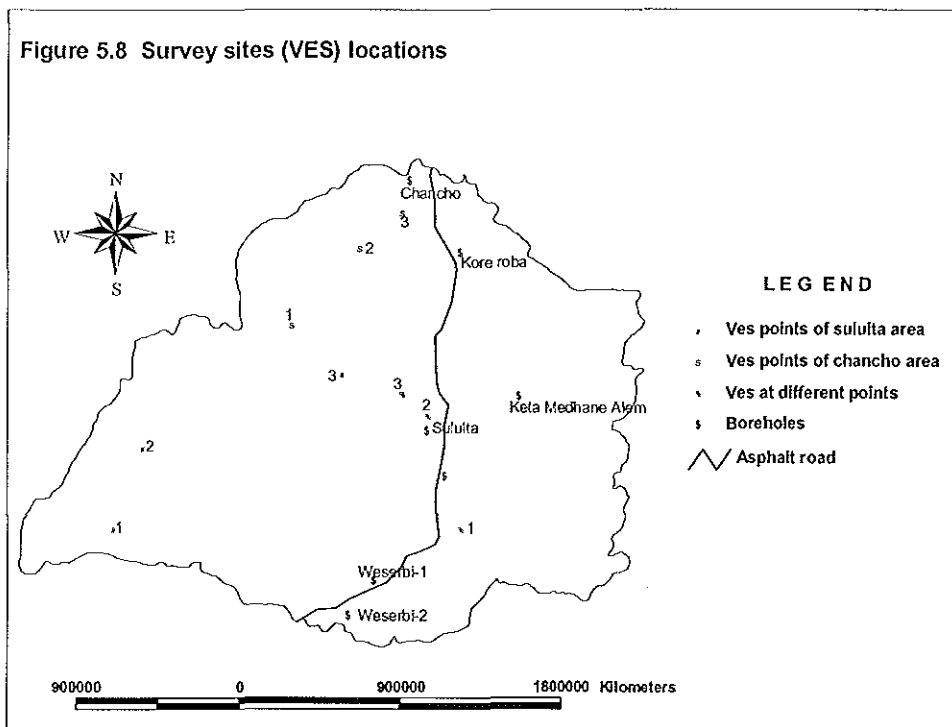 Figure 5.8 Survey sites (VES) locations
N
W E
S
Chancho
3
2
Kore roba
1
3
3
2
Sululta
Keta Medhane Alem
2
1
1
Weserbi-1
Weserbi-2
LEGEND
Ves points of sululta area
Ves points of chancho area
Ves at different points
Boreholes
Asphalt road
900000 0 900000 1800000 Kilometers